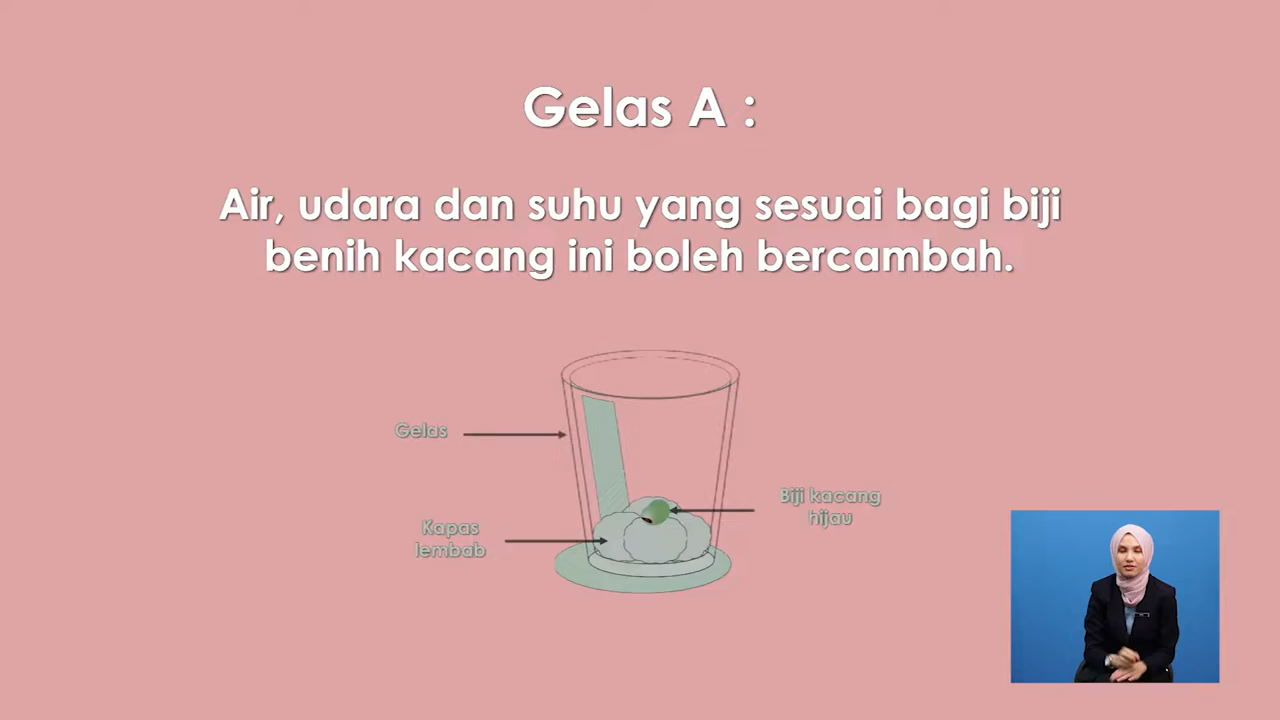 Gelas A :
Air, udara dan suhu yang sesuai bagi biji
benih kacang ini boleh bercambah.
Gelas
Biji kacang
hijau
Kapas
lembab